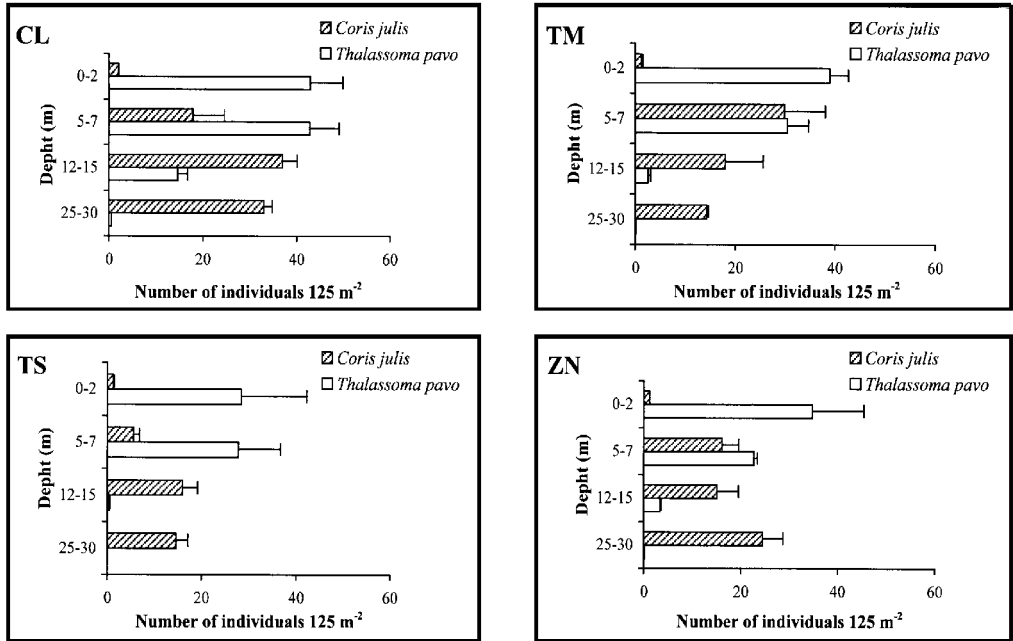 CL
Coris julis
Thalassoma pavo
Depht (m)
0-2
5-7
12-15
25-30
0 20 40 60
Number of individuals 125 m⁻²
TM
Coris julis
Thalassoma pavo
Depht (m)
0-2
5-7
12-15
25-30
0 20 40 60
Number of individuals 125 m⁻²
TS
Coris julis
Thalassoma pavo
Depht (m)
0-2
5-7
12-15
25-30
0 20 40 60
Number of individuals 125 m⁻²
ZN
Coris julis
Thalassoma pavo
Depht (m)
0-2
5-7
12-15
25-30
0 20 40 60
Number of individuals 125 m⁻²